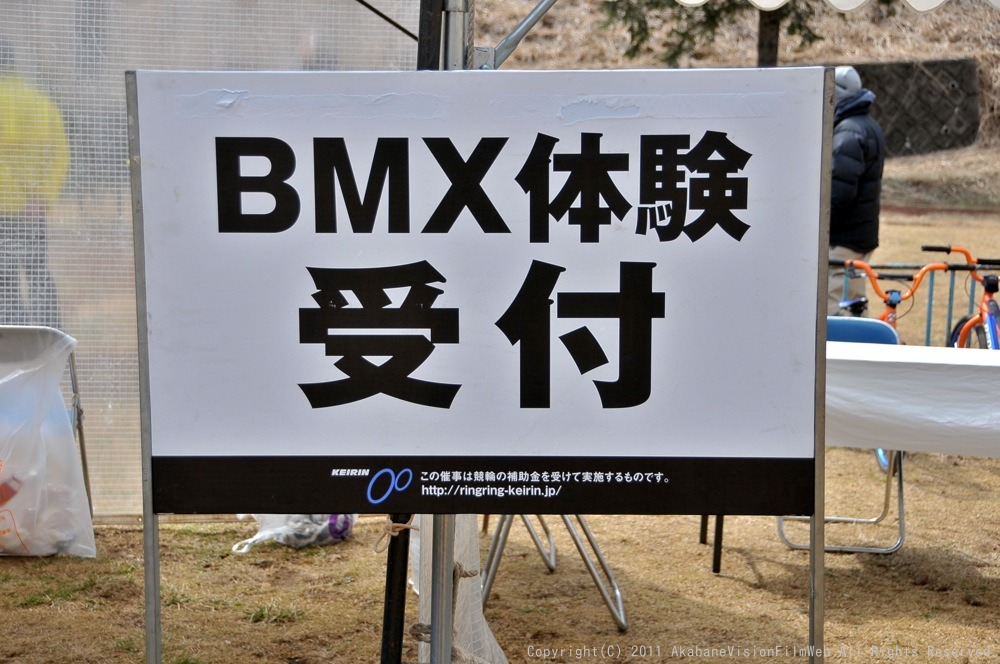 BMX体験
受付
KEIRIN この催事は競輪の補助金を受けて実施するものです。
http://ringring-keirin.jp/
Copyright(C) 2011 AkabaneVisionFilmWeb All Rights Reserved.